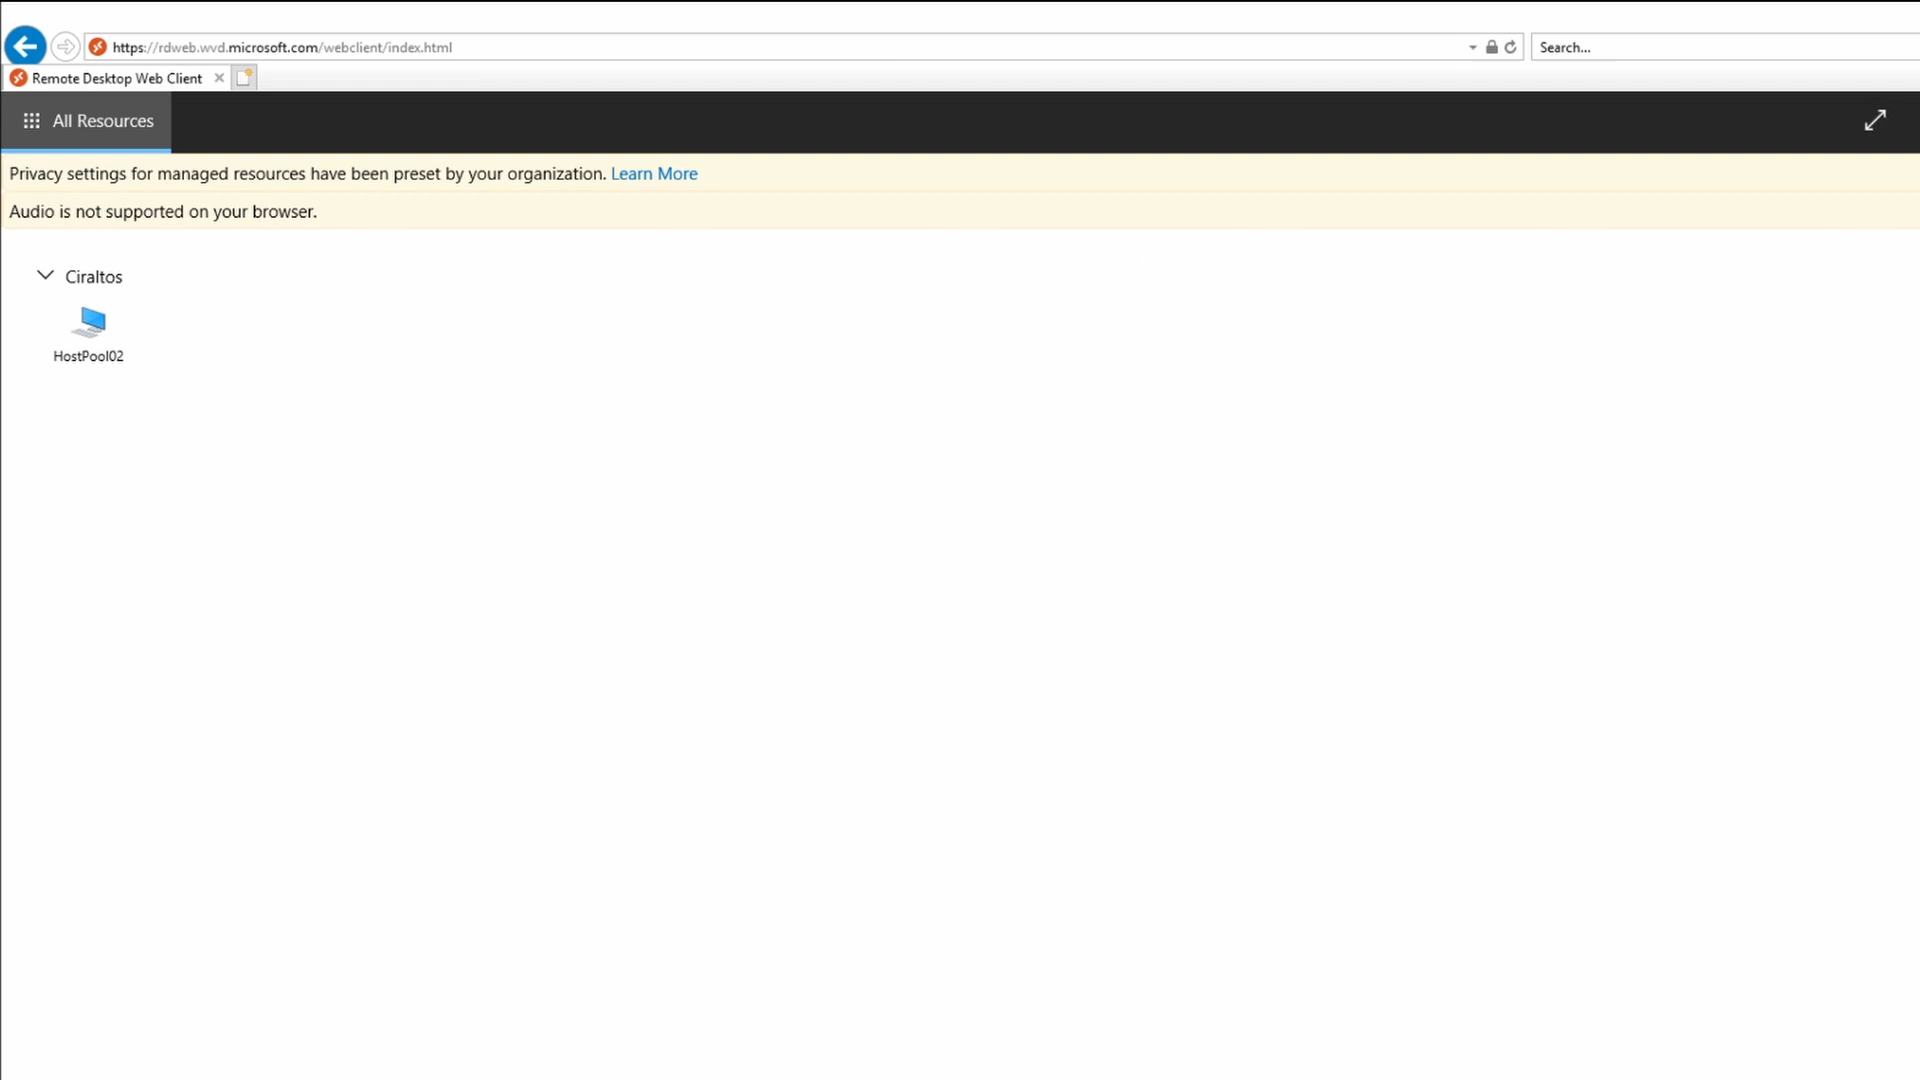 https://rdweb.wvd.microsoft.com/webclient/index.html
Search...
Remote Desktop Web Client
All Resources
Privacy settings for managed resources have been preset by your organization. Learn More
Audio is not supported on your browser.
Ciraltos
HostPool02